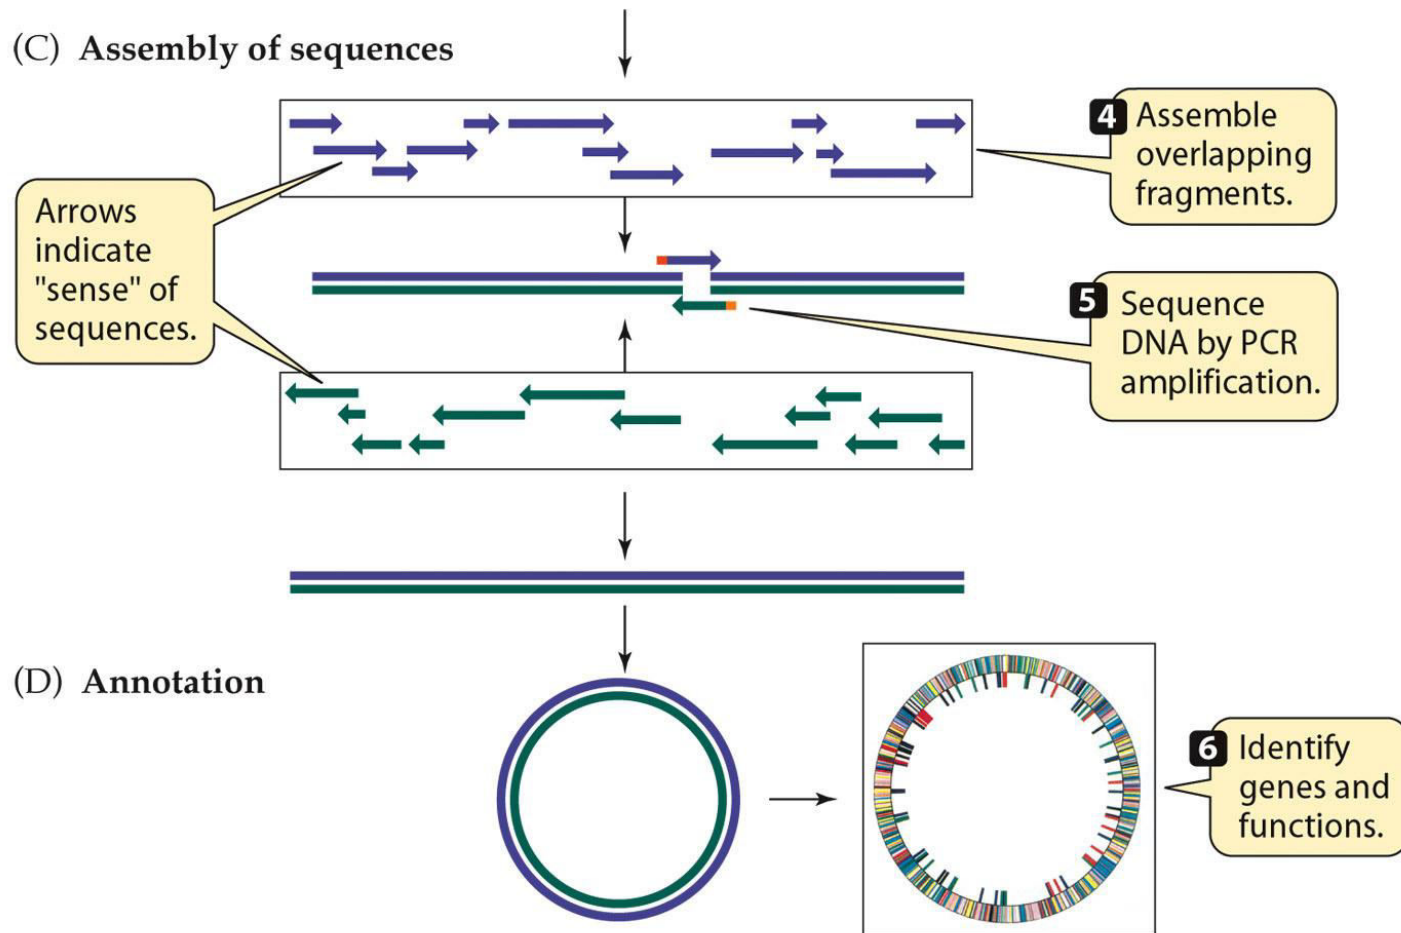 (C) Assembly of sequences
4 Assemble
overlapping
fragments.
Arrows
indicate
"sense" of
sequences.
5 Sequence
DNA by PCR
amplification.
(D) Annotation
6 Identify
genes and
functions.